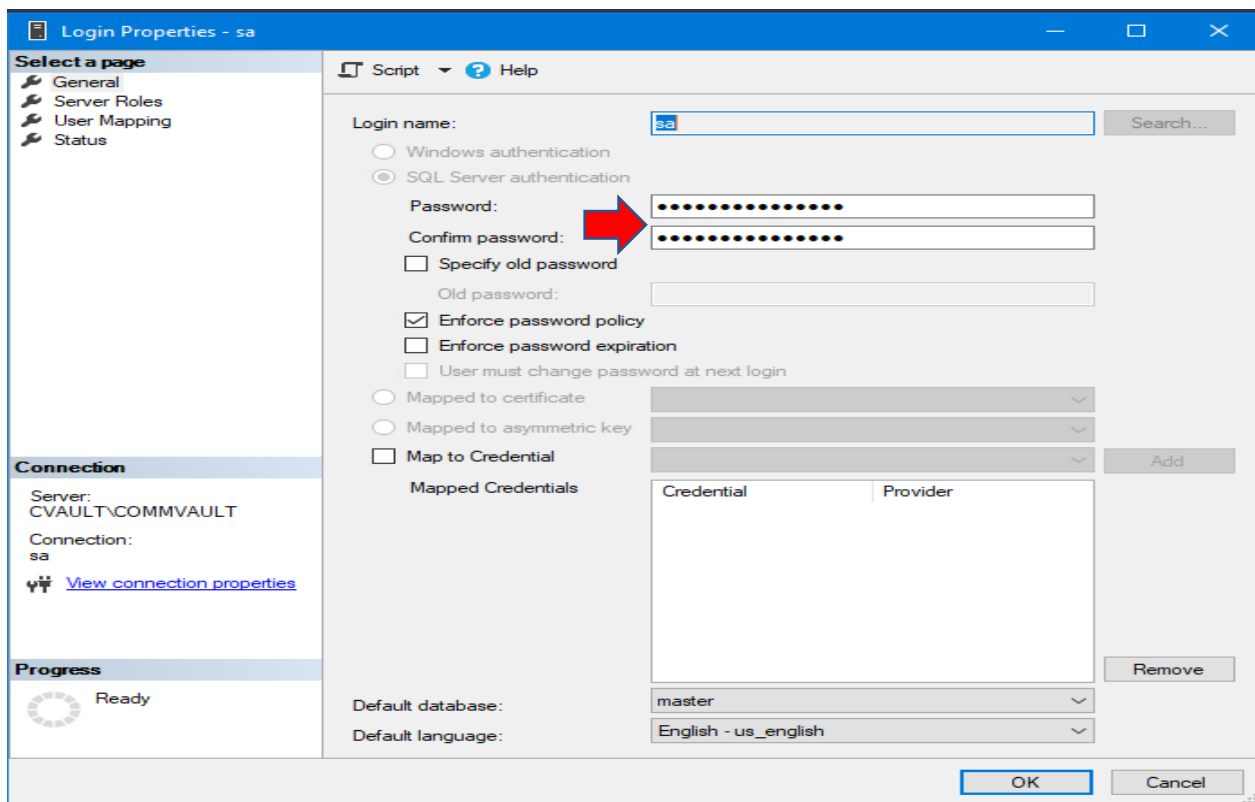 Login Properties - sa
Select a page
General
Server Roles
User Mapping
Status
Script
Help
Login name:
sa
Search...
Windows authentication
SQL Server authentication
Password:
●●●●●●●●●●●●●●●
Confirm password:
●●●●●●●●●●●●●●●
Specify old password
Old password:
Enforce password policy
Enforce password expiration
User must change password at next login
Mapped to certificate
Mapped to asymmetric key
Map to Credential
Add
Mapped Credentials
Credential Provider
Remove
Default database:
master
Default language:
English - us_english
Connection
Server:
CVAULT\COMMVAULT
Connection:
sa
View connection properties
Progress
Ready
OK
Cancel